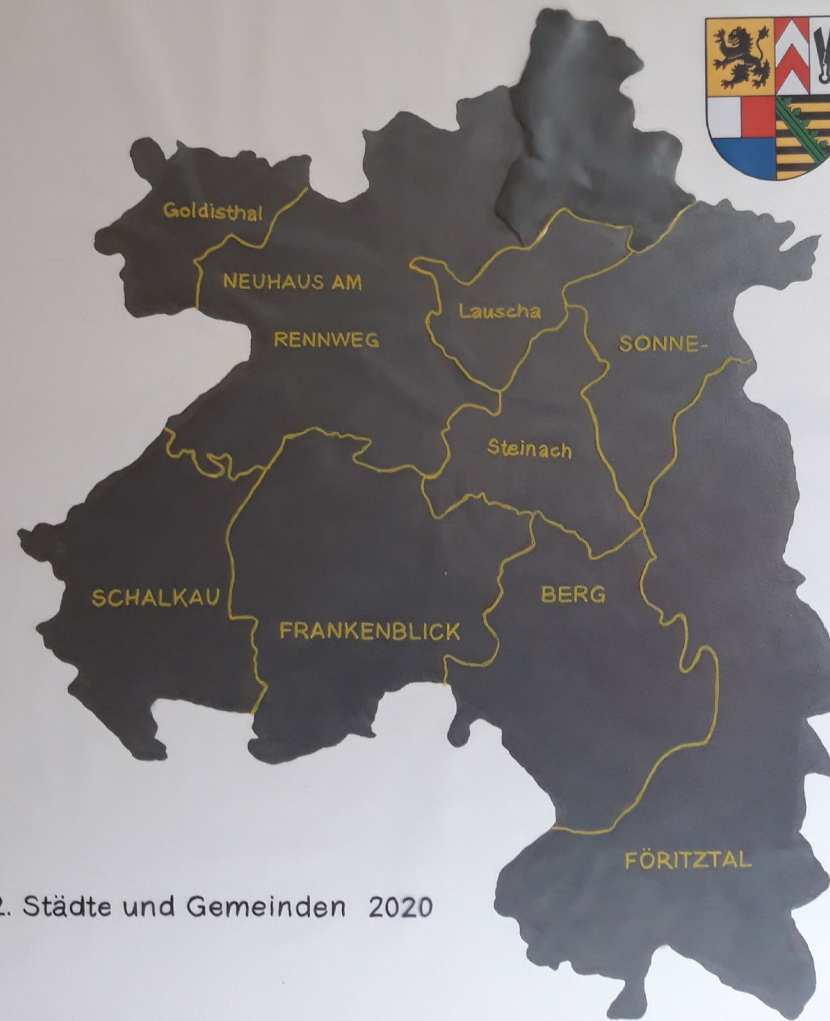 Goldisthal
NEUHAUS AM
RENNWEG
Lauscha
SONNE-
Steinach
SCHALKAU
FRANKENBLICK
BERG
FÖRITZTAL
2. Städte und Gemeinden 2020